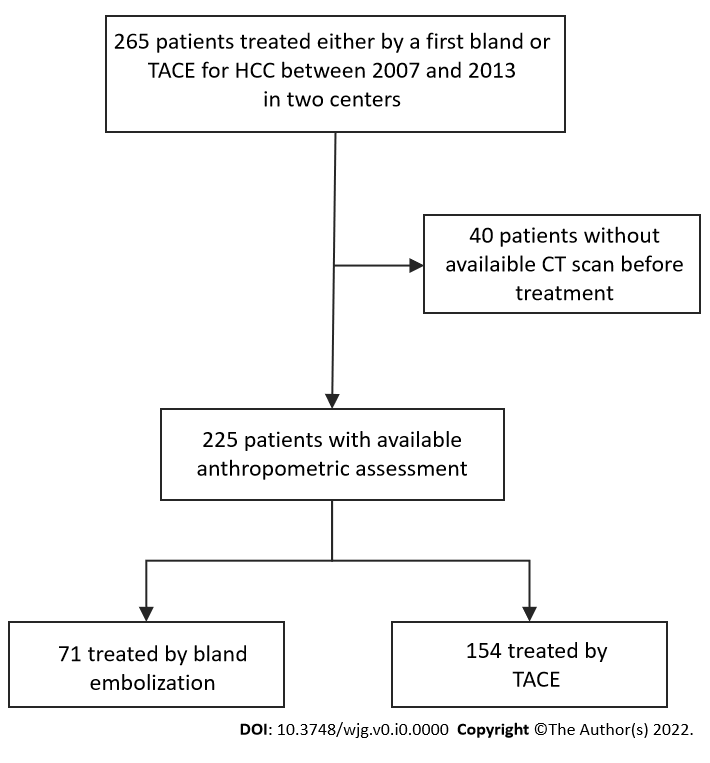 265 patients treated either by a first bland or
TACE for HCC between 2007 and 2013
in two centers
40 patients without
availaible CT scan before
treatment
225 patients with available
anthropometric assessment
71 treated by bland
embolization
154 treated by
TACE
DOI: 10.3748/wjg.v0.i0.0000 Copyright ©The Author(s) 2022.